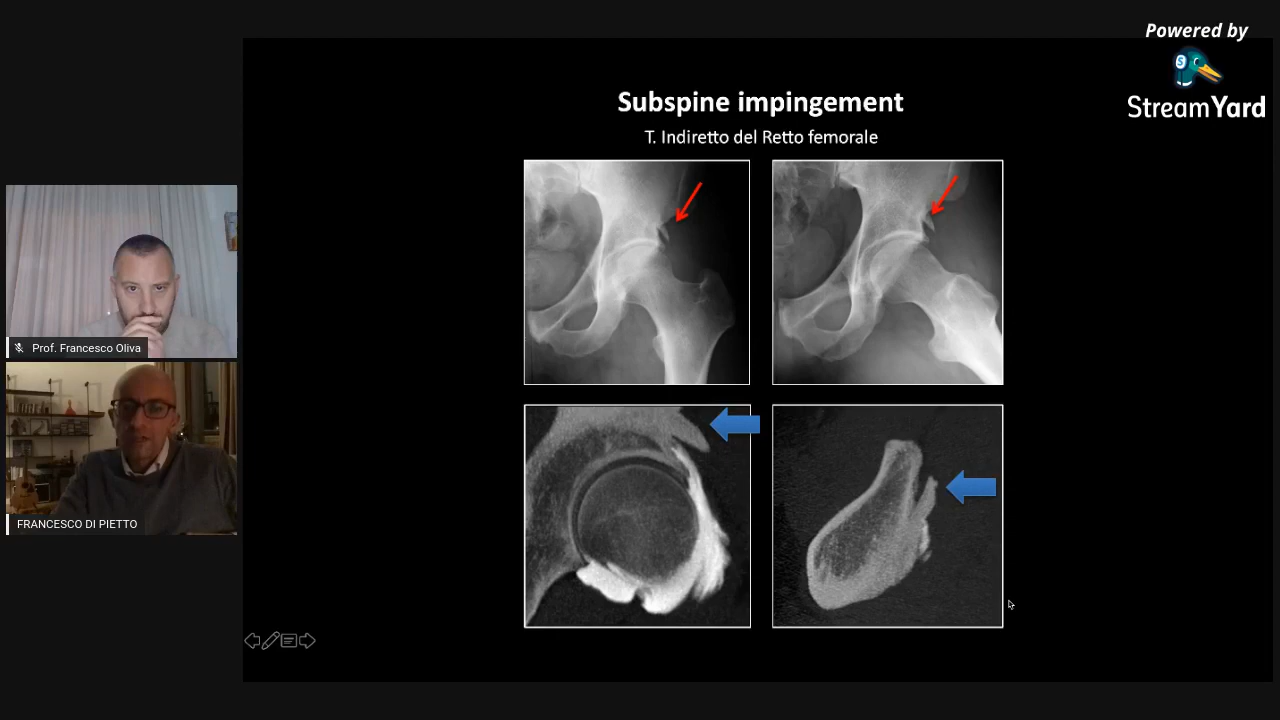 Powered by
StreamYard
Subspine impingement
T. Indiretto del Retto femorale
Prof. Francesco Oliva
FRANCESCO DI PIETTO